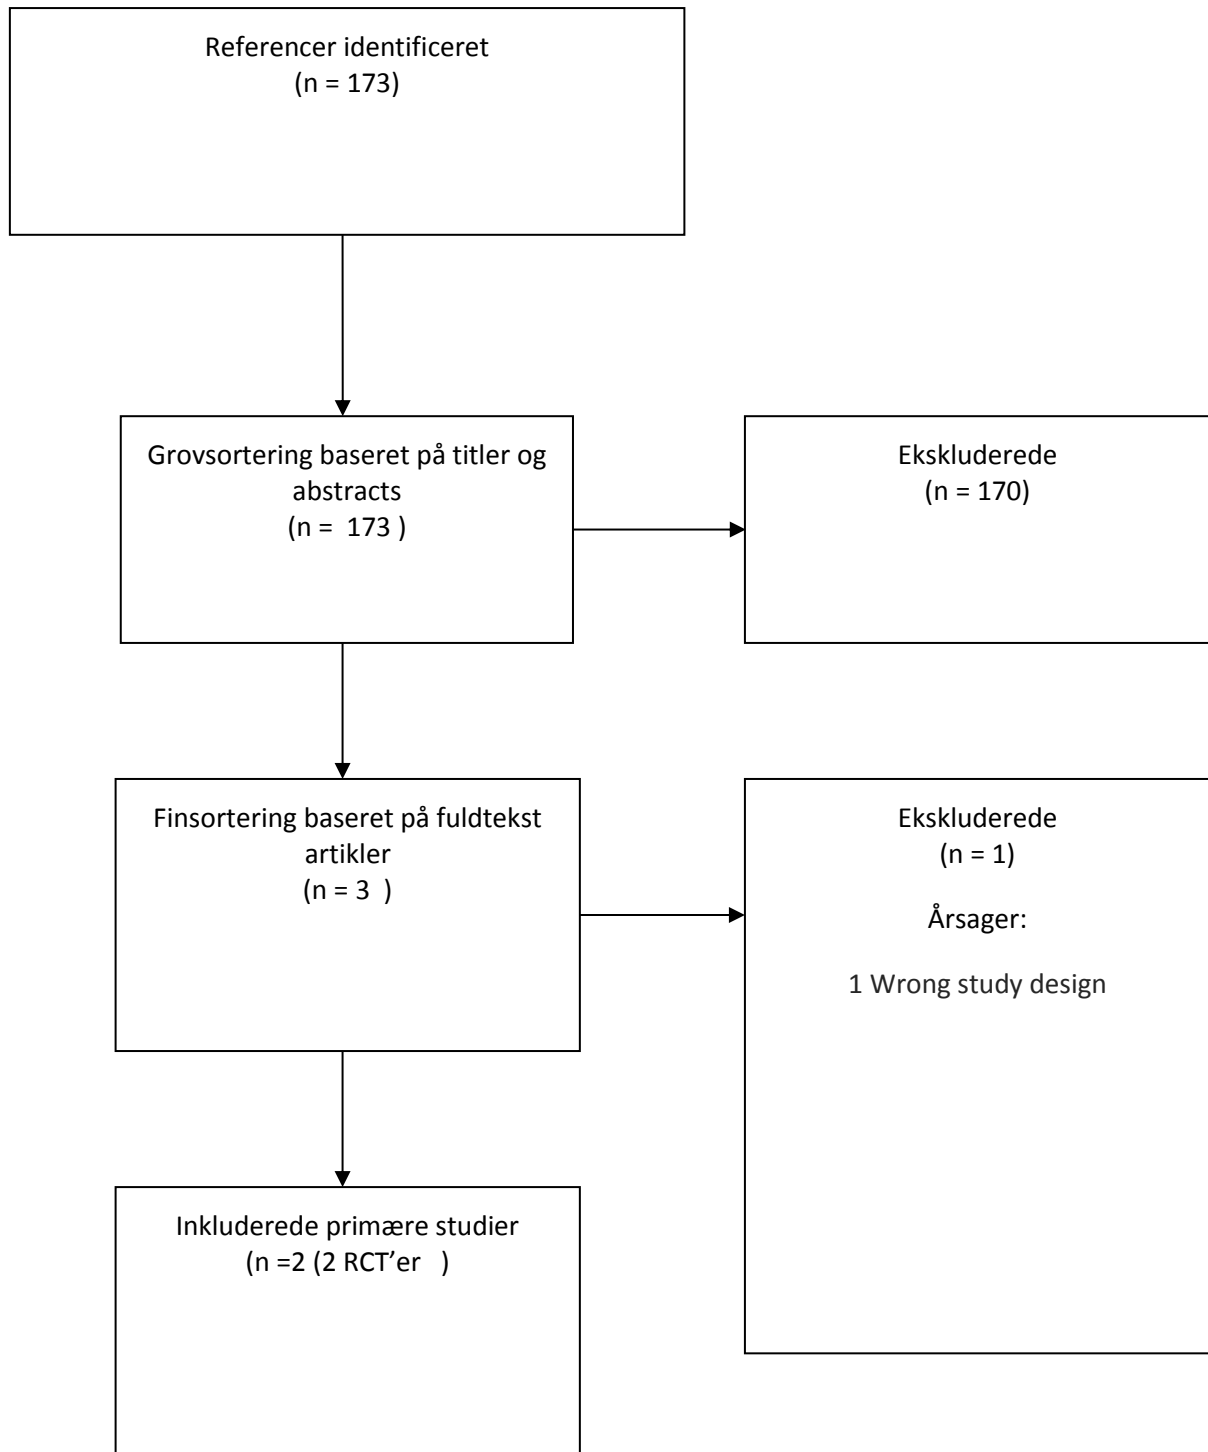 Referencer identificeret
(n = 173)
Grovsortering baseret på titler og
abstracts
(n =  173 )
Ekskluderede
(n = 170)
Finsortering baseret på fuldtekst
artikler
(n = 3  )
Ekskluderede
(n = 1)
Årsager:
1 Wrong study design
Inkluderede primære studier
(n =2 (2 RCT’er   )